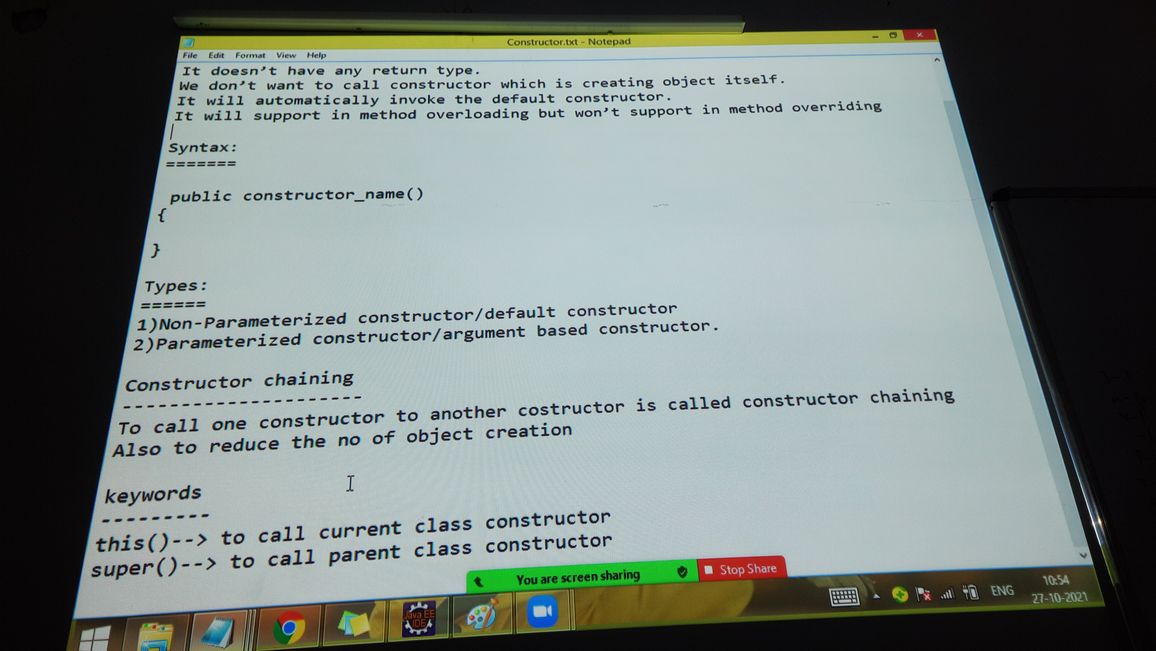 Constructor.txt - Notepad
File Edit Format View Help
It doesn't have any return type.
We don't want to call constructor which is creating object itself.
It will automatically invoke the default constructor.
It will support in method overloading but won't support in method overriding
Syntax:
=======
public constructor_name()
{
}
Types:
======
1)Non-Parameterized constructor/default constructor
2)Parameterized constructor/argument based constructor.
Constructor chaining
---------------------
To call one constructor to another costructor is called constructor chaining
Also to reduce the no of object creation
keywords
---------
this()--> to call current class constructor
super()--> to call parent class constructor
You are screen sharing Stop Share
Java EE
IDE
ENG
10:54
27-10-2021